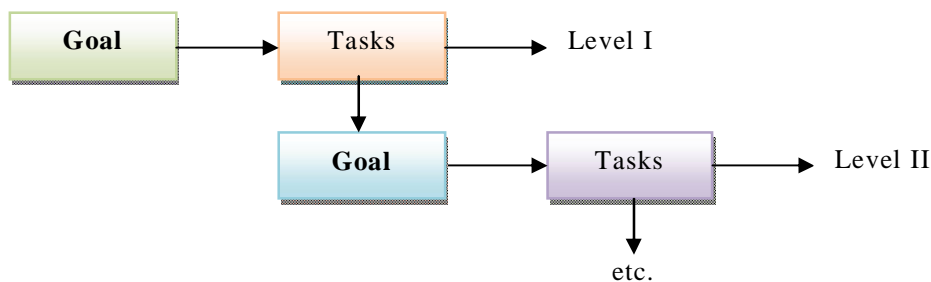 Goal
Tasks
Level I
Goal
Tasks
Level II
etc.